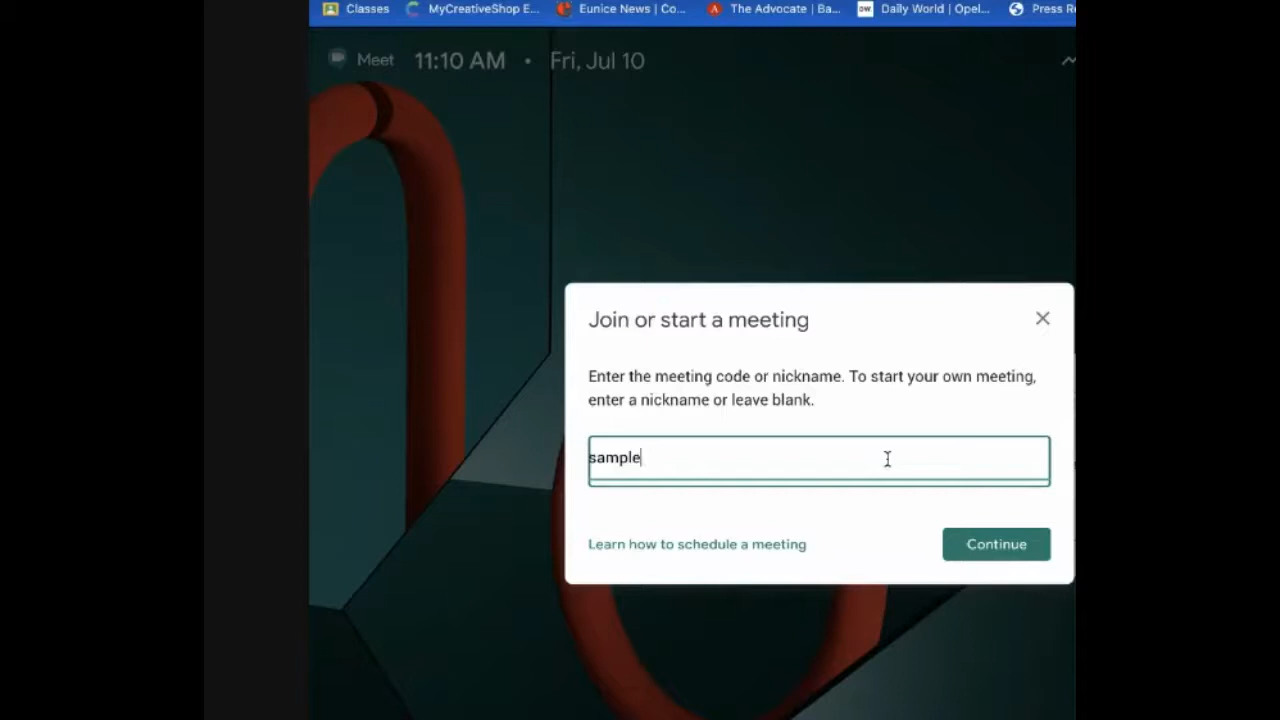 Classes MyCreativeShop E... Eunice News | Co... The Advocate | Ba... OW Daily World | Opel... Press Re
Meet 11:10 AM • Fri, Jul 10
Join or start a meeting
Enter the meeting code or nickname. To start your own meeting,
enter a nickname or leave blank.
sample
Learn how to schedule a meeting Continue